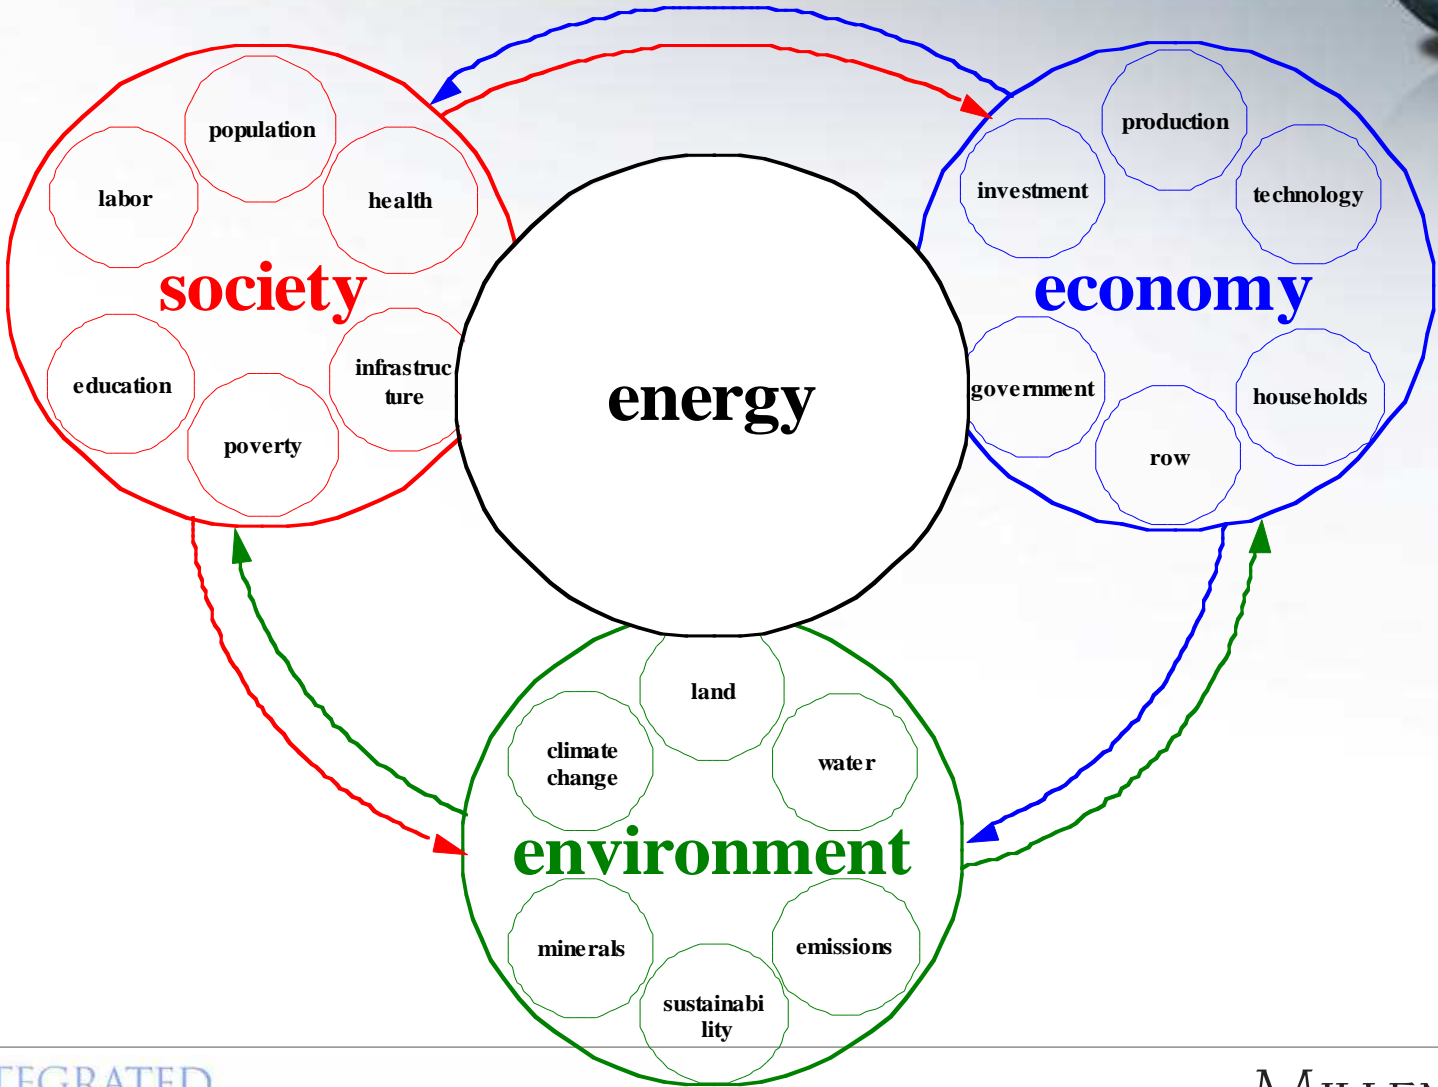 population
labor
health
society
education
infrastruc
ture
poverty
production
investment
technology
economy
government
households
row
energy
land
climate
change
water
environment
minerals
emissions
sustainabi
lity